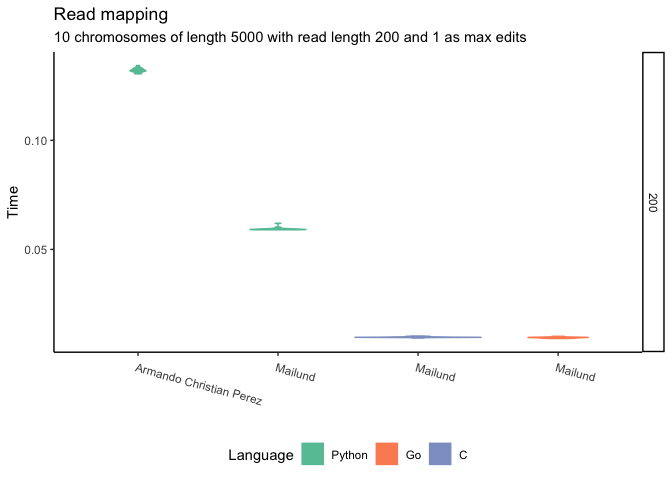 Read mapping
10 chromosomes of length 5000 with read length 200 and 1 as max edits
Time
0.10
0.05
200
Armando Christian Perez
Mailund
Mailund
Mailund
Language
Python
Go
C